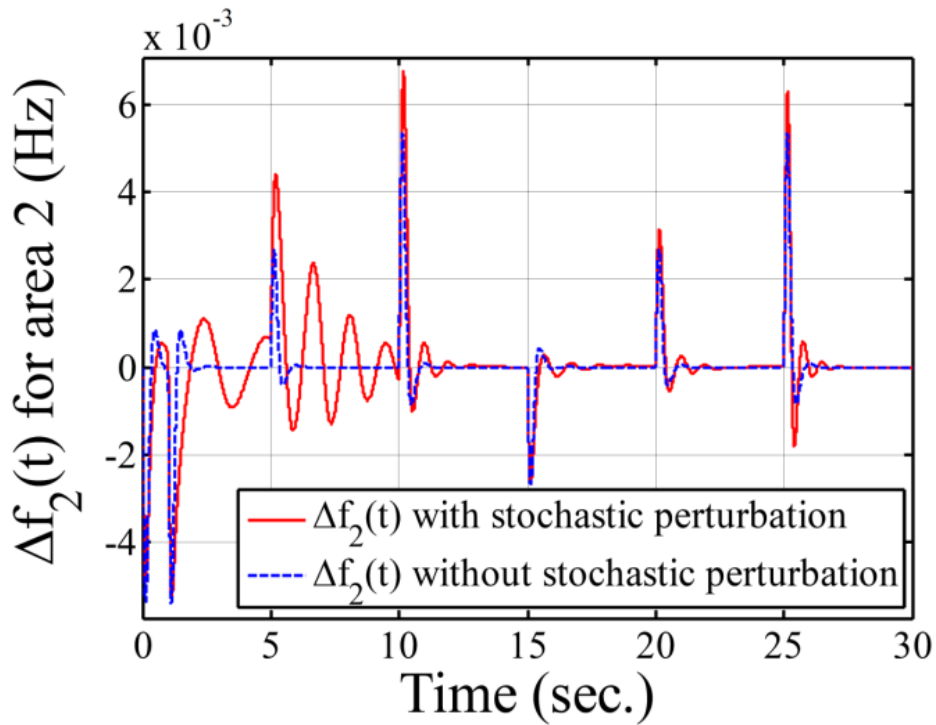 x 10⁻³
Δf₂(t) for area 2 (Hz)
6
4
2
0
-2
-4
Δf₂(t) with stochastic perturbation
Δf₂(t) without stochastic perturbation
0 5 10 15 20 25 30
Time (sec.)